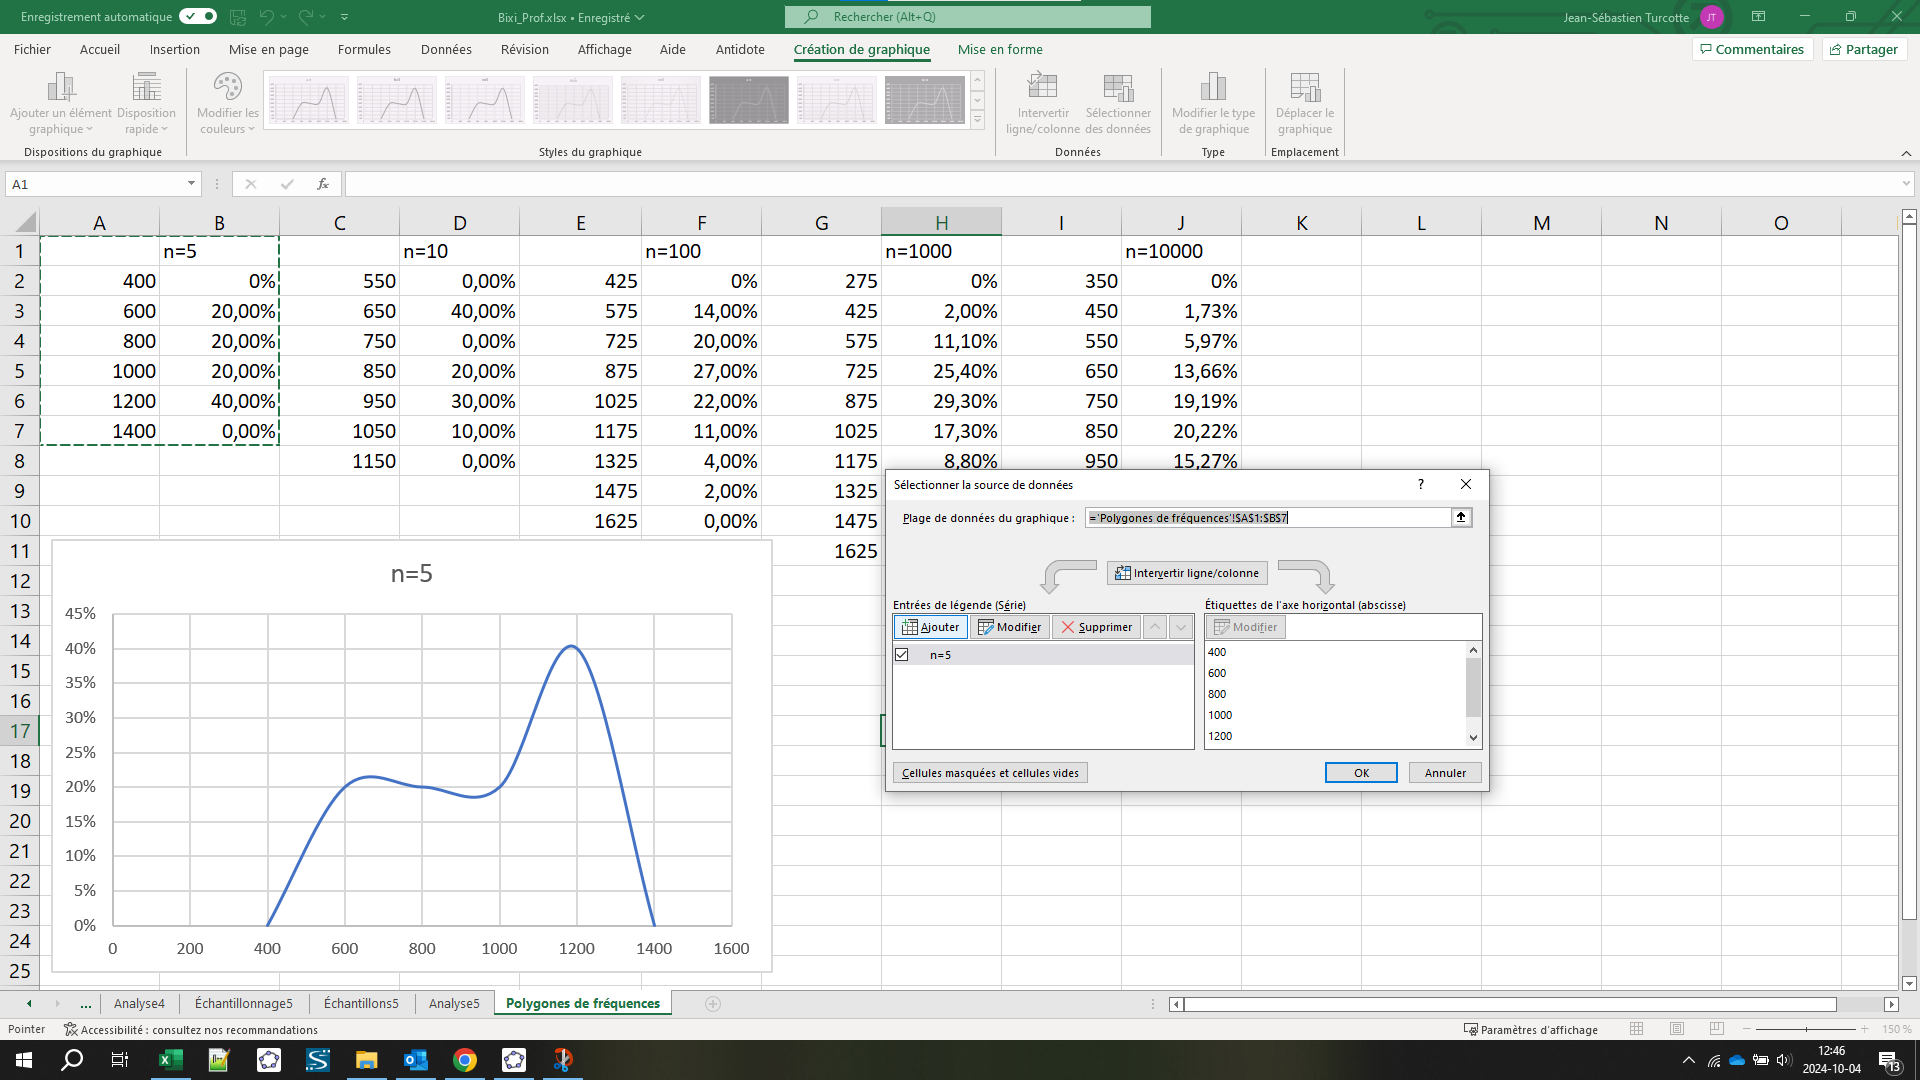 Enregistrement automatique
Bixi_Prof.xlsx • Enregistré
Rechercher (Alt+Q)
Jean-Sébastien Turcotte JT
Fichier Accueil Insertion Mise en page Formules Données Révision Affichage Aide Antidote Création de graphique Mise en forme Commentaires Partager
Ajouter un élément Disposition Modifier les Intervertir Sélectionner Modifier le type Déplacer le
graphique rapide couleurs ligne/colonne des données de graphique graphique
Dispositions du graphique Styles du graphique Données Type Emplacement
A1 fx
A B C D E F G H I J K L M N O
1 n=5 n=10 n=100 n=1000 n=10000
2 400 0% 550 0,00% 425 0% 275 0% 350 0%
3 600 20,00% 650 40,00% 575 14,00% 425 2,00% 450 1,73%
4 800 20,00% 750 0,00% 725 20,00% 575 11,10% 550 5,97%
5 1000 20,00% 850 20,00% 875 27,00% 725 25,40% 650 13,66%
6 1200 40,00% 950 30,00% 1025 22,00% 875 29,30% 750 19,19%
7 1400 0,00% 1050 10,00% 1175 11,00% 1025 17,30% 850 20,22%
8 1150 0,00% 1325 4,00% 1175 8,80% 950 15,27%
9 1475 2,00% 1325
10 1625 0,00% 1475
11 1625
12
13
14
15
16
17
18
19
20
21
22
23
24
25
n=5
45%
40%
35%
30%
25%
20%
15%
10%
5%
0%
0 200 400 600 800 1000 1200 1400 1600
Sélectionner la source de données ?
Plage de données du graphique : ='Polygones de fréquences'!$A$1:$B$7
Intervertir ligne/colonne
Entrées de légende (Série) Étiquettes de l'axe horizontal (abscisse)
Ajouter Modifier Supprimer Modifier
n=5
400
600
800
1000
1200
Cellules masquées et cellules vides OK Annuler
... Analyse4 Échantillonnage5 Échantillons5 Analyse5 Polygones de fréquences
Pointer Accessibilité : consultez nos recommandations Paramètres d'affichage 150 %
12:46
2024-10-04
13